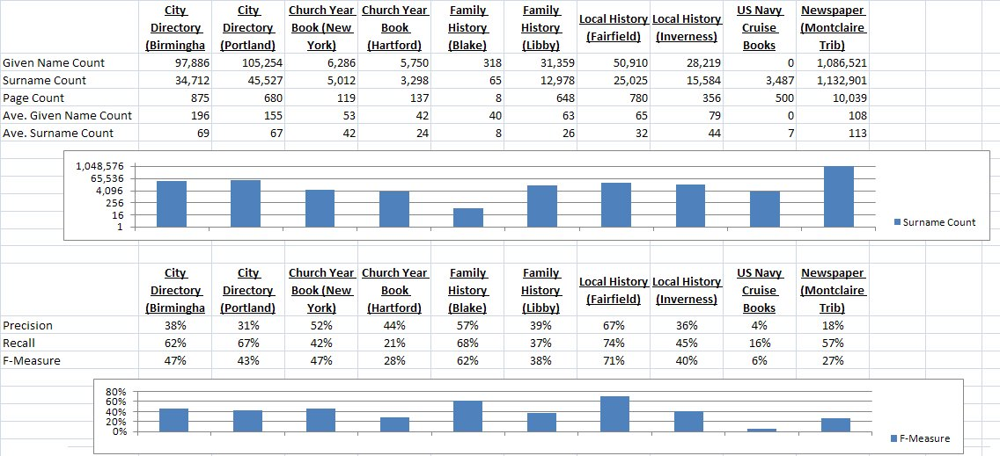 City City Church Year Church Year Family Family Local History Local History US Navy Newspaper
Directory Directory Book (New Book History History (Fairfield) (Inverness) Cruise (Montclaire
(Birmingha (Portland) York) (Hartford) (Blake) (Libby) Books Trib)
Given Name Count 97,886 105,254 6,286 5,750 318 31,359 50,910 28,219 0 1,086,521
Surname Count 34,712 45,527 5,012 3,298 65 12,978 25,025 15,584 3,487 1,132,901
Page Count 875 680 119 137 8 648 780 356 500 10,039
Ave. Given Name Count 196 155 53 42 40 63 65 79 0 108
Ave. Surname Count 69 67 42 24 8 26 32 44 7 113
1,048,576
65,536
4,096
256
16
1
Surname Count
City City Church Year Church Year Family Family Local History Local History US Navy Newspaper
Directory Directory Book (New Book History History (Fairfield) (Inverness) Cruise (Montclaire
(Birmingha (Portland) York) (Hartford) (Blake) (Libby) Books Trib)
Precision 38% 31% 52% 44% 57% 39% 67% 36% 4% 18%
Recall 62% 67% 42% 21% 68% 37% 74% 45% 16% 57%
F-Measure 47% 43% 47% 28% 62% 38% 71% 40% 6% 27%
80%
60%
40%
20%
0%
F-Measure